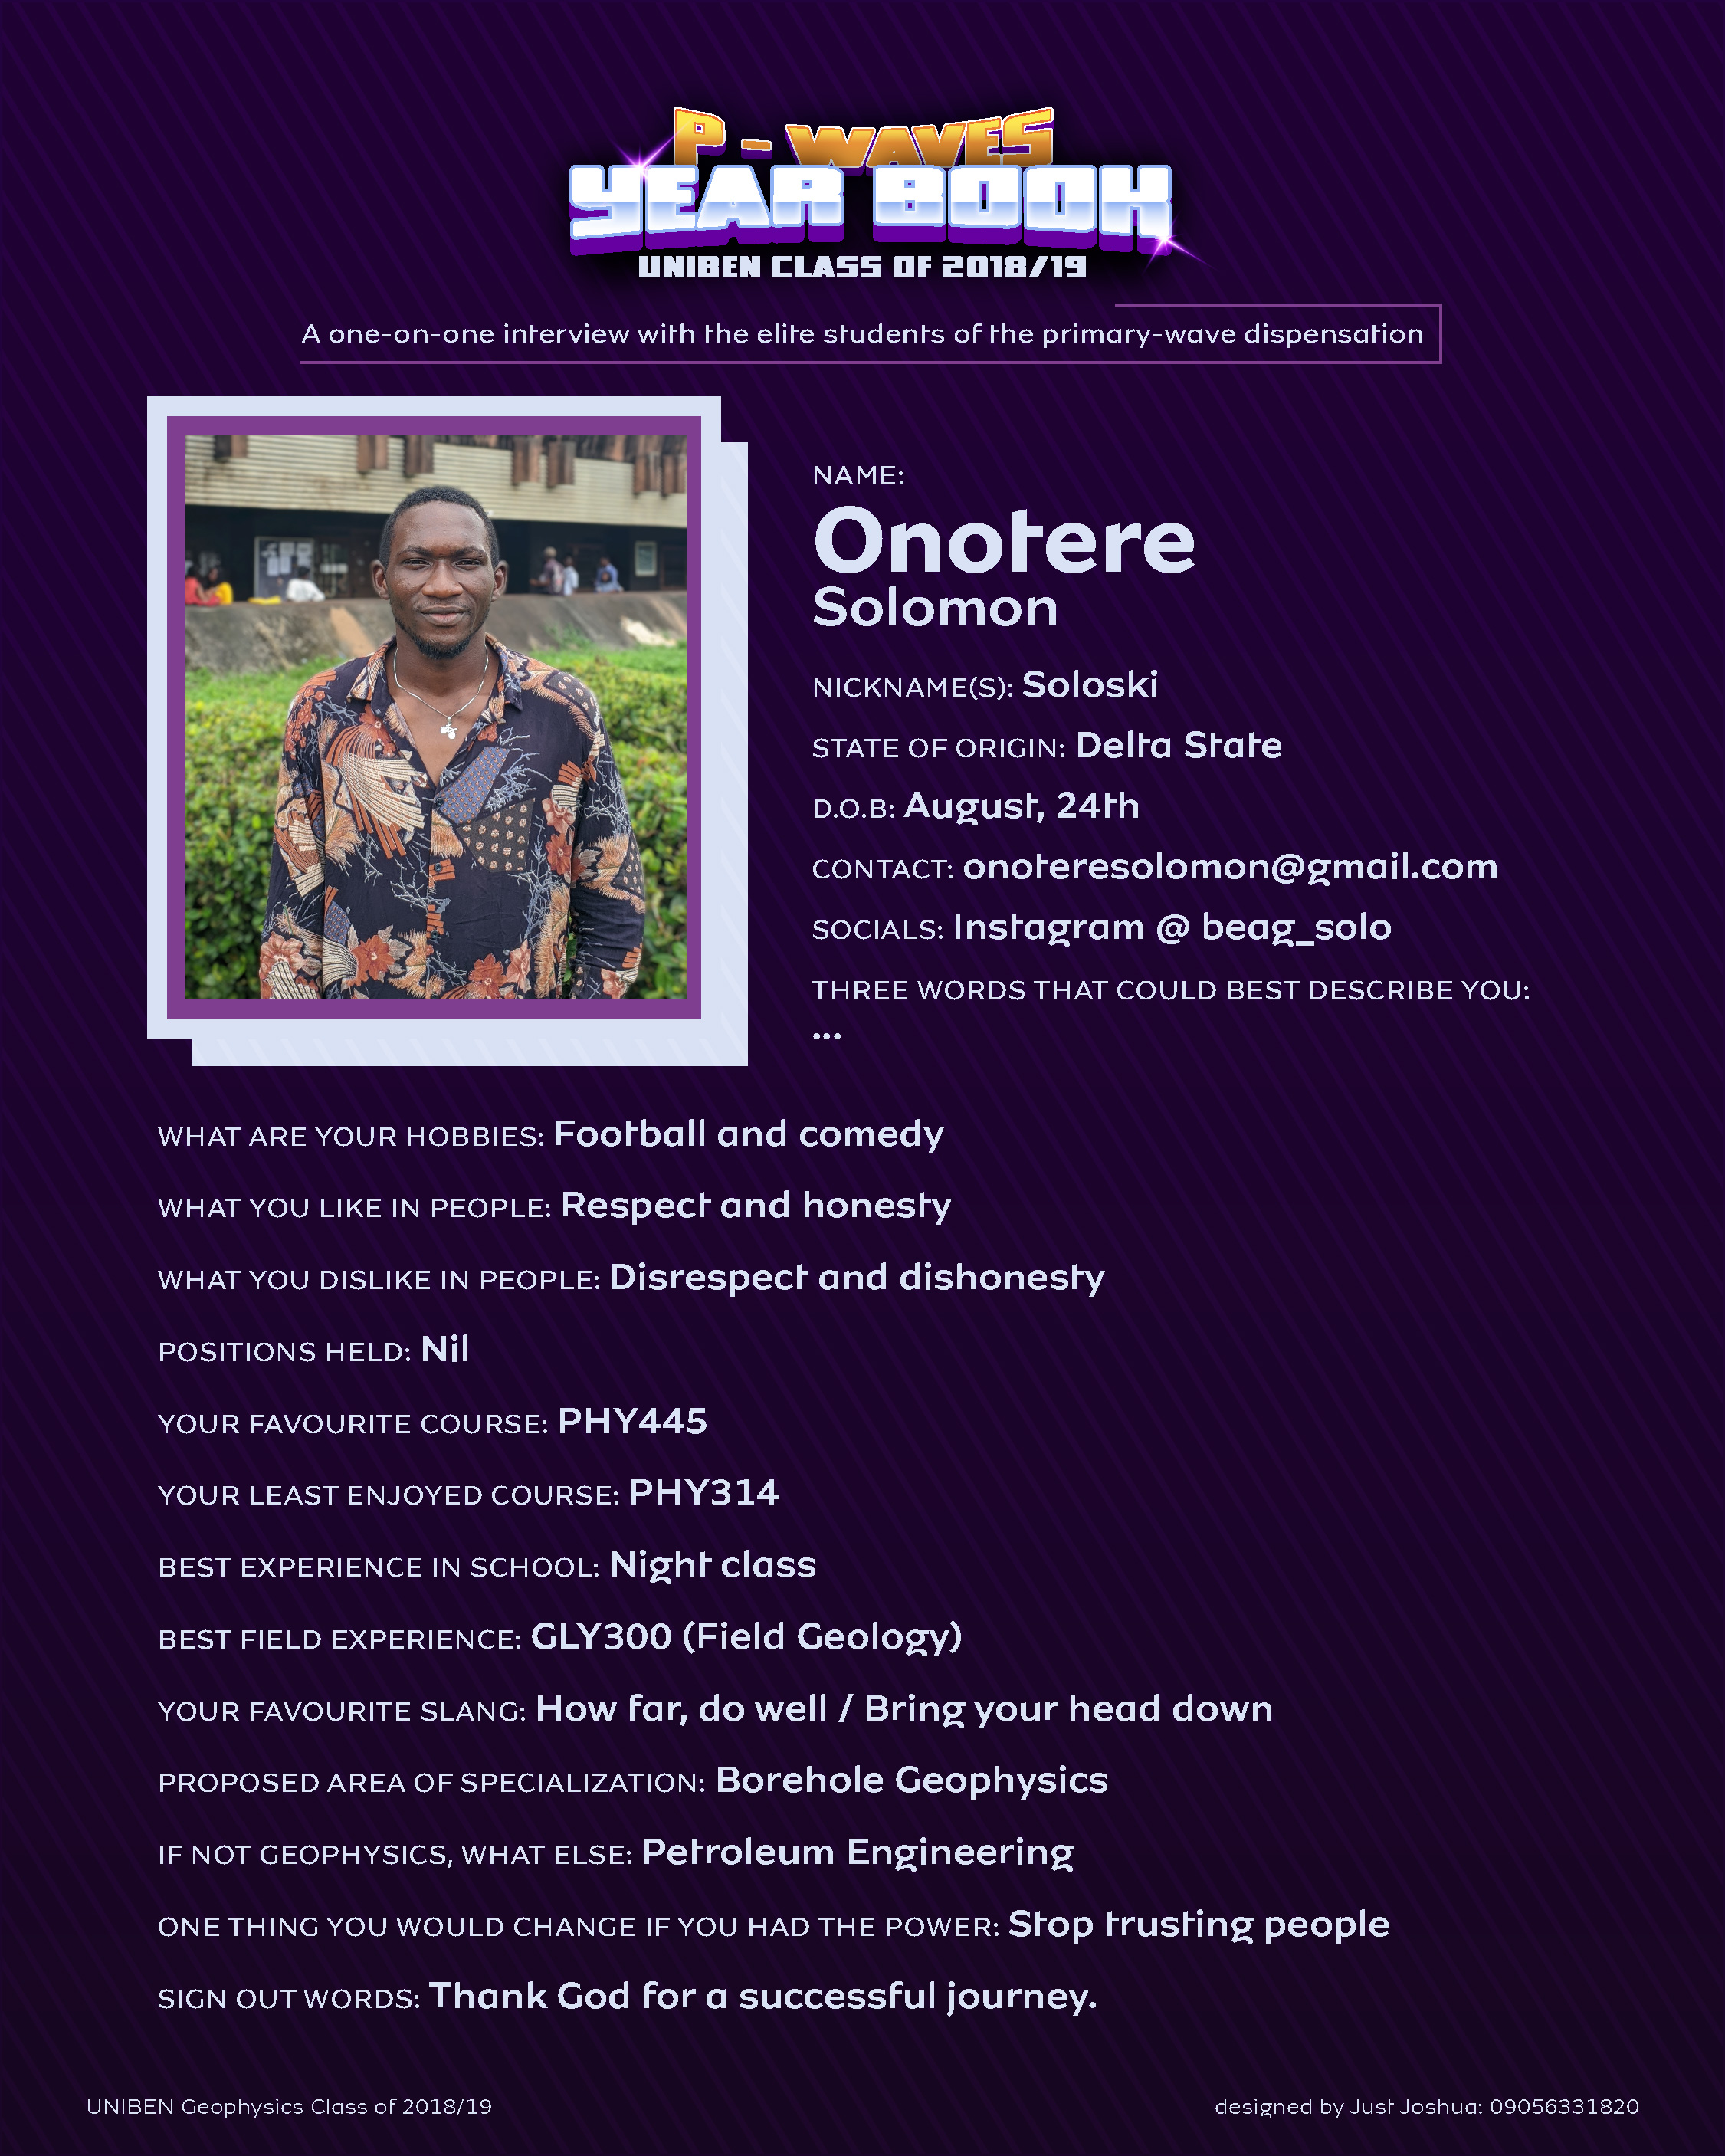 P - WAVES
YEAR BOOK
UNIBEN CLASS OF 2018/19
A one-on-one interview with the elite students of the primary-wave dispensation
NAME:
Onotere
Solomon
NICKNAME(S): Soloski
STATE OF ORIGIN: Delta State
D.O.B: August, 24th
CONTACT: onoteresolomon@gmail.com
SOCIALS: Instagram @ beag_solo
THREE WORDS THAT COULD BEST DESCRIBE YOU:
...
WHAT ARE YOUR HOBBIES: Football and comedy
WHAT YOU LIKE IN PEOPLE: Respect and honesty
WHAT YOU DISLIKE IN PEOPLE: Disrespect and dishonesty
POSITIONS HELD: Nil
YOUR FAVOURITE COURSE: PHY445
YOUR LEAST ENJOYED COURSE: PHY314
BEST EXPERIENCE IN SCHOOL: Night class
BEST FIELD EXPERIENCE: GLY300 (Field Geology)
YOUR FAVOURITE SLANG: How far, do well / Bring your head down
PROPOSED AREA OF SPECIALIZATION: Borehole Geophysics
IF NOT GEOPHYSICS, WHAT ELSE: Petroleum Engineering
ONE THING YOU WOULD CHANGE IF YOU HAD THE POWER: Stop trusting people
SIGN OUT WORDS: Thank God for a successful journey.
UNIBEN Geophysics Class of 2018/19
designed by Just Joshua: 09056331820